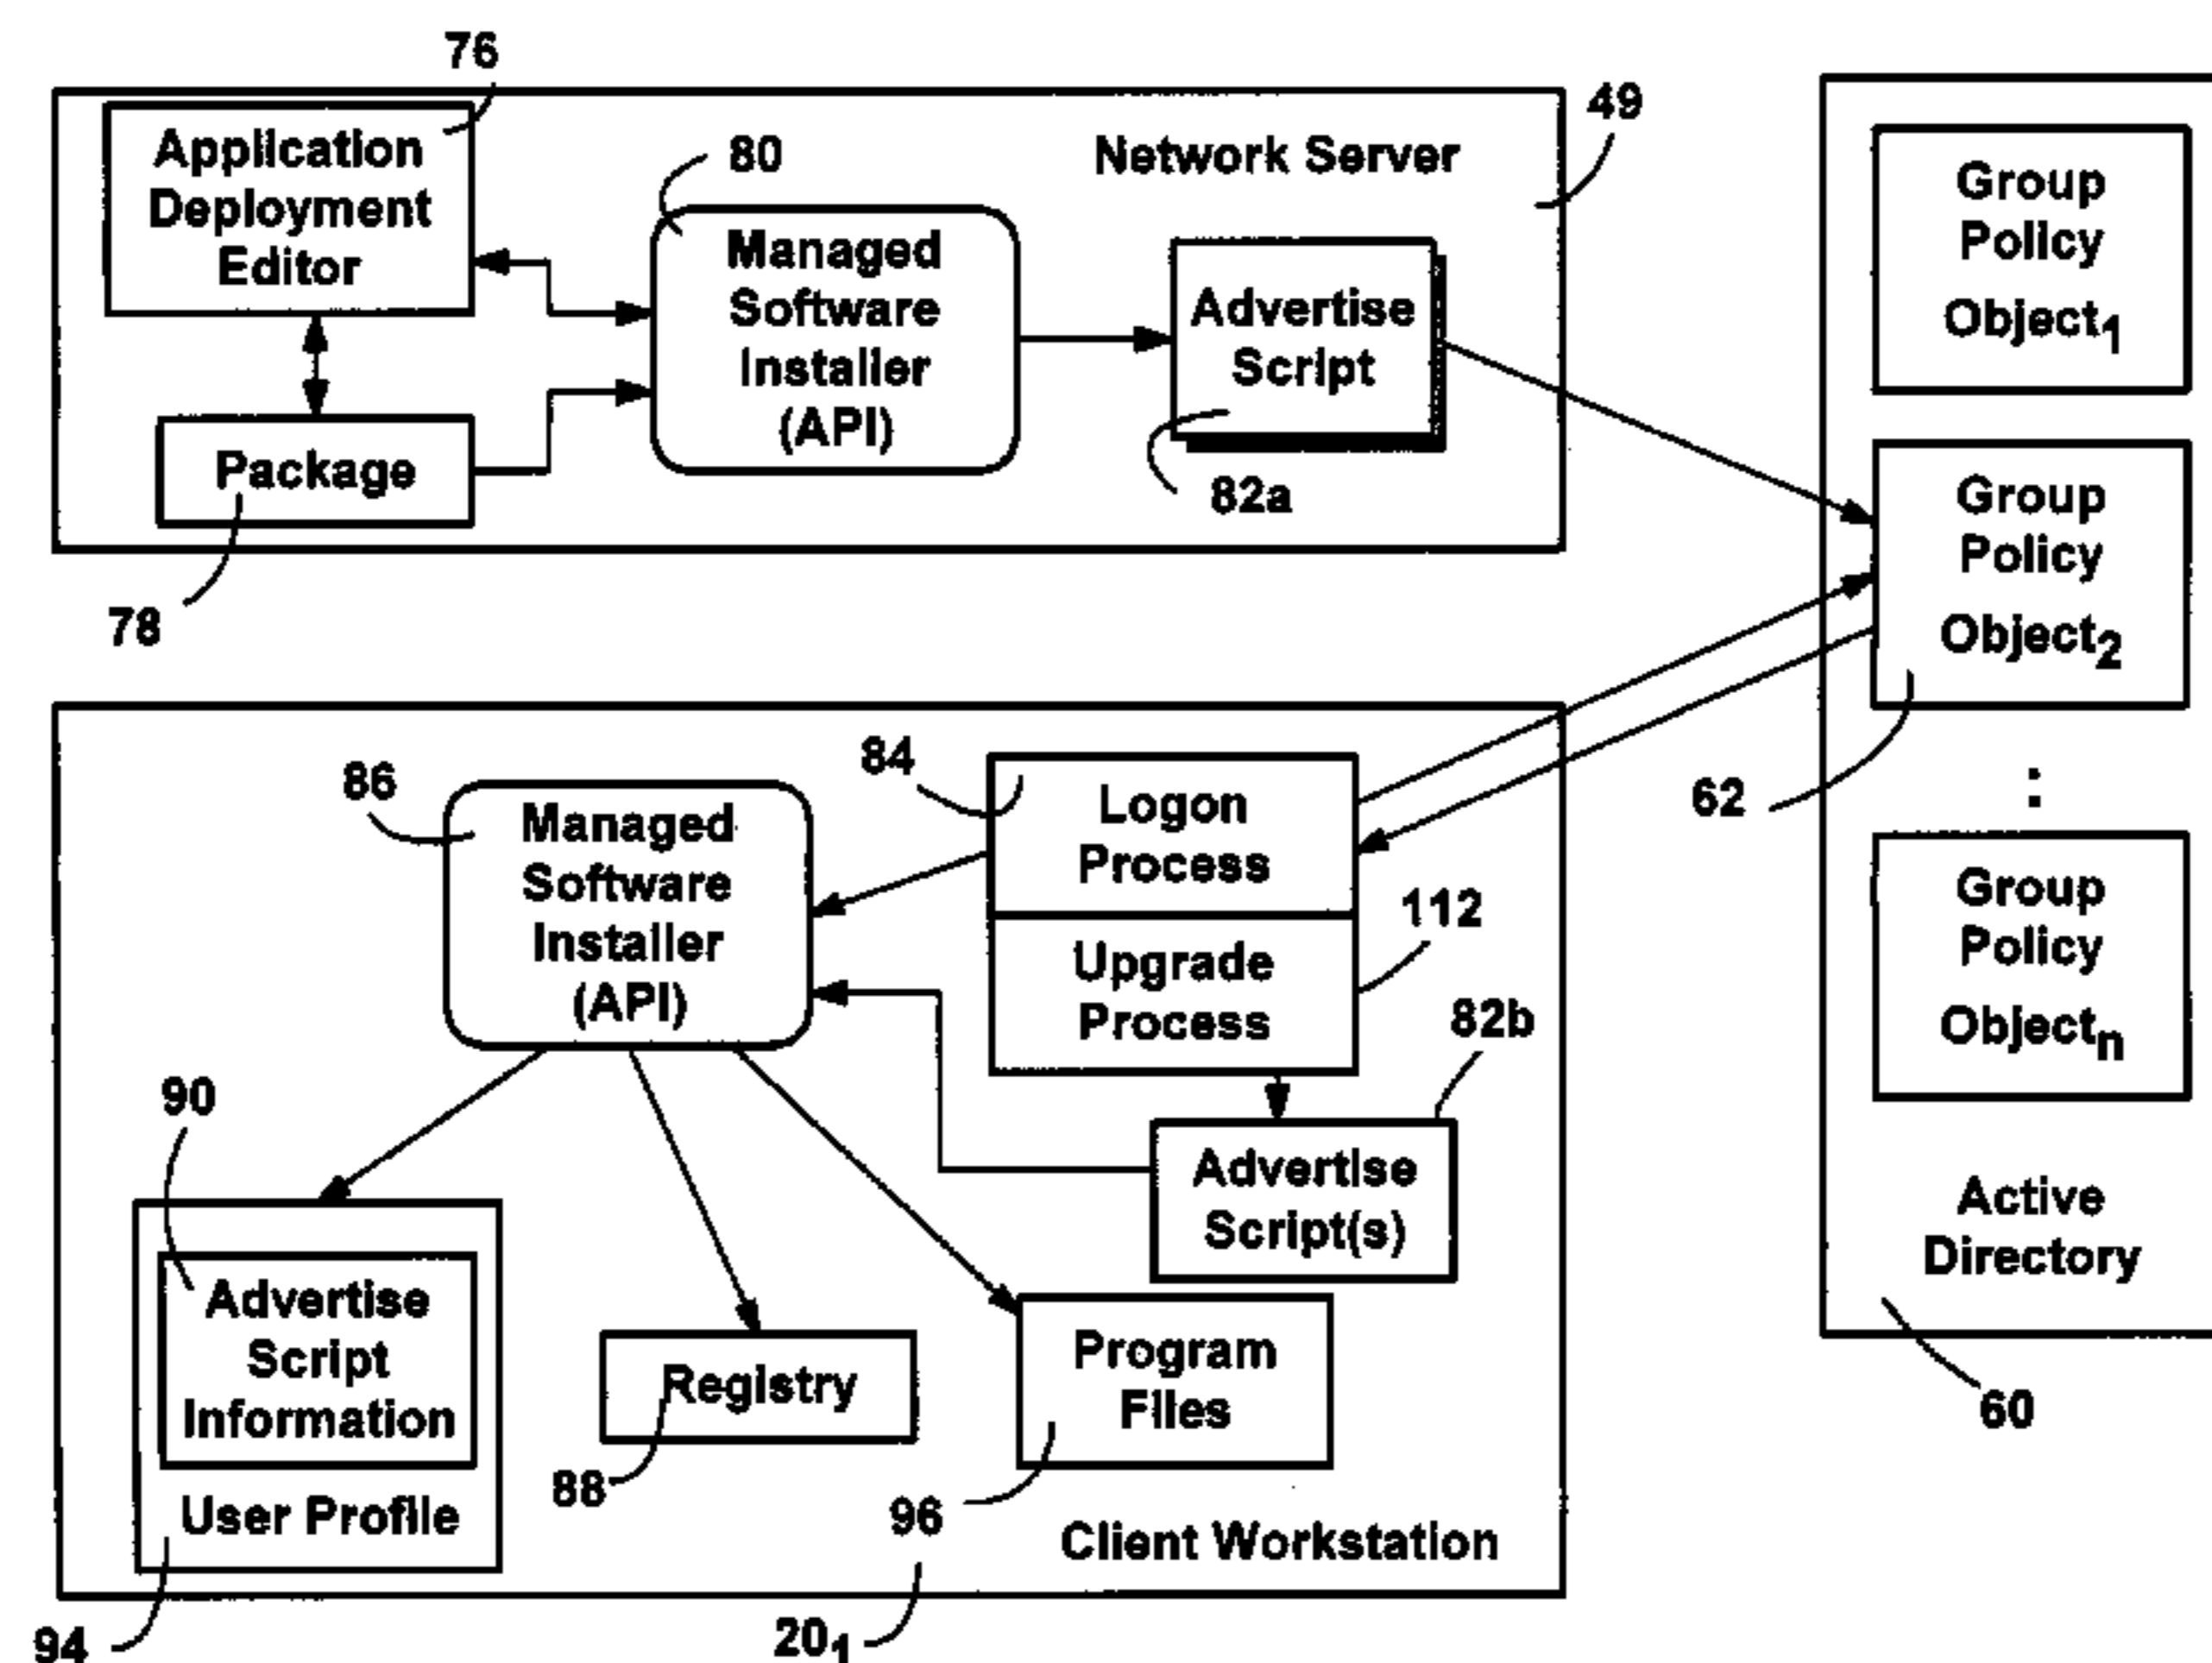 76
Application
Deployment
Editor
80
Managed
Software
Installer
(API)
Network Server
49
Advertise
Script
82a
Package
78
Group
Policy
Object1
Group
Policy
Object2
62
:
Group
Policy
Objectn
Active
Directory
60
86
Managed
Software
Installer
(API)
84
Logon
Process
112
Upgrade
Process
82b
Advertise
Script(s)
90
Advertise
Script
Information
User Profile
94
Registry
88
Program
Files
96
Client Workstation
201